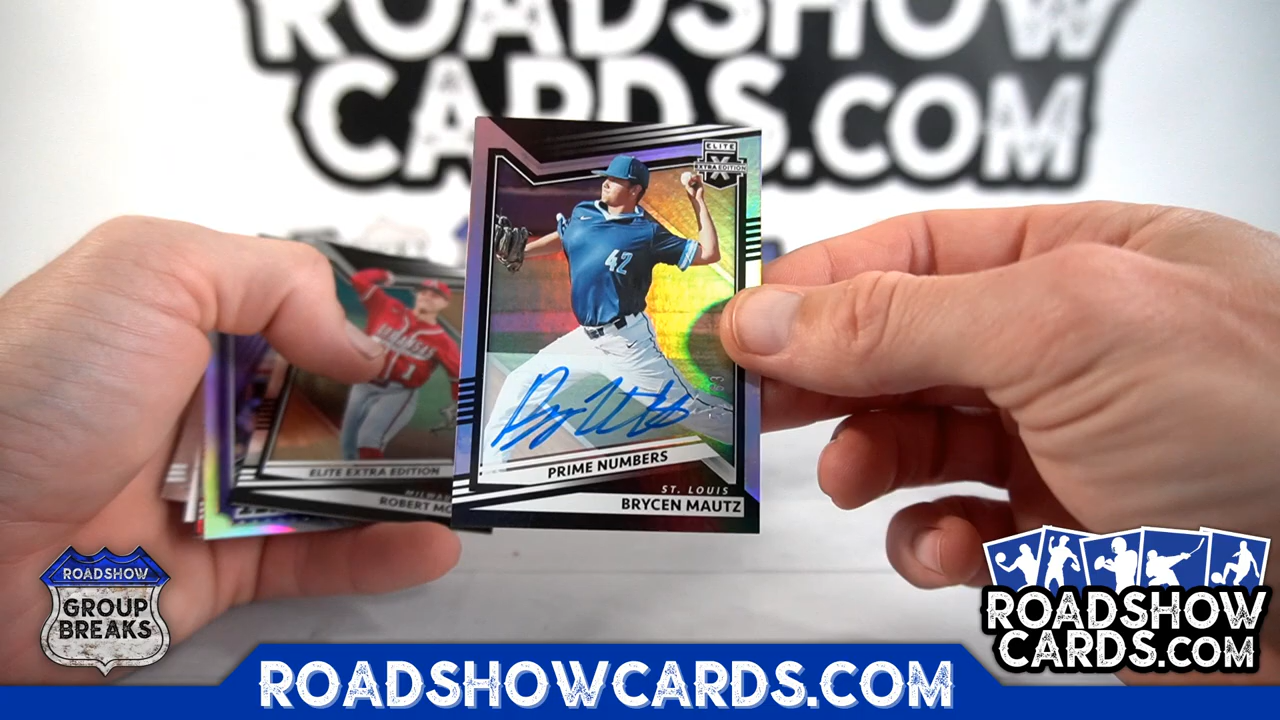 ROADSHOW
CARDS.COM
ELITE
X
EXTRA EDITION
42
1
ELITE EXTRA EDITION
PRIME NUMBERS
ST. LOUIS
BRYCEN MAUTZ
ROBERT MO
ROADSHOW
GROUP
BREAKS
ROADSHOW
CARDS.COM
ROADSHOWCARDS.COM